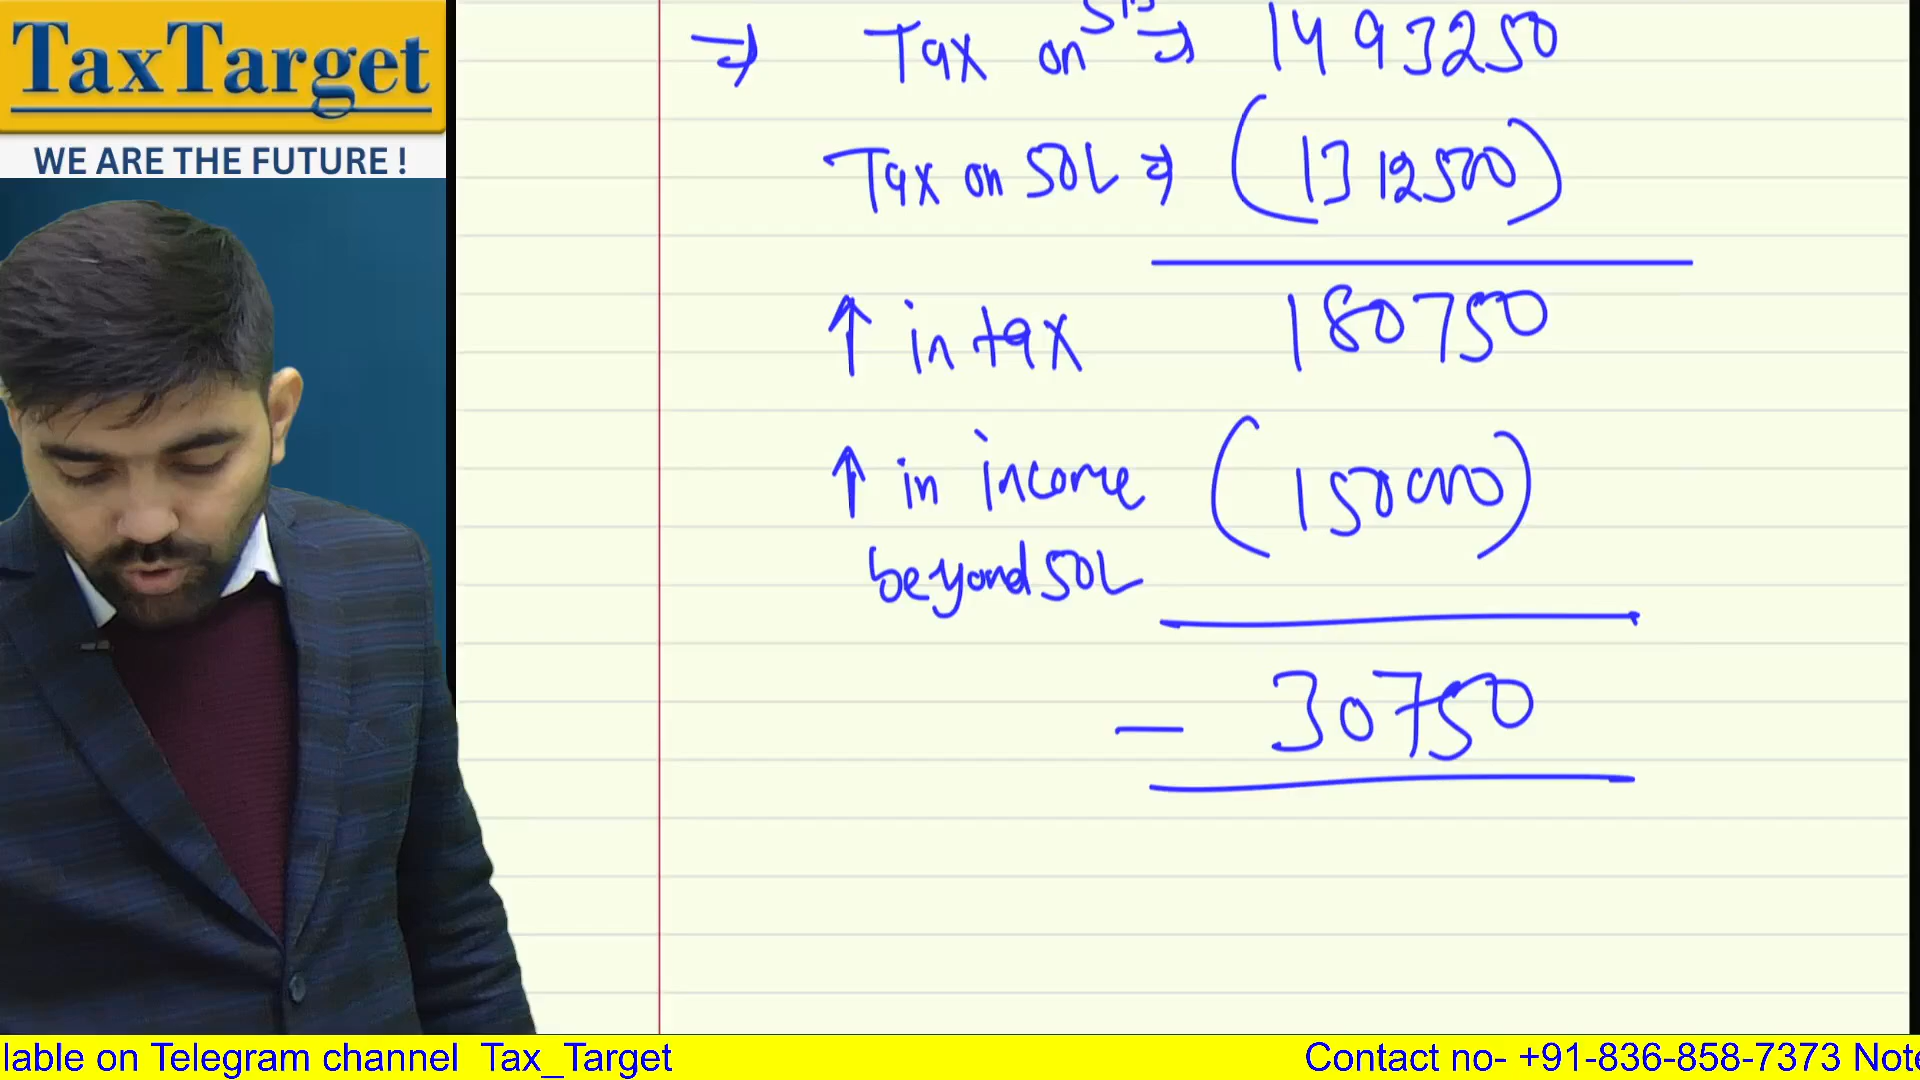 TaxTarget
WE ARE THE FUTURE !
⇒ Tax on ⇒ 1493250
Tax on 50L ⇒ (1312500)
↑ in tax 180750
↑ in income (150000)
beyond 50L
— 30750
lable on Telegram channel Tax_Target
Contact no- +91-836-858-7373 Note